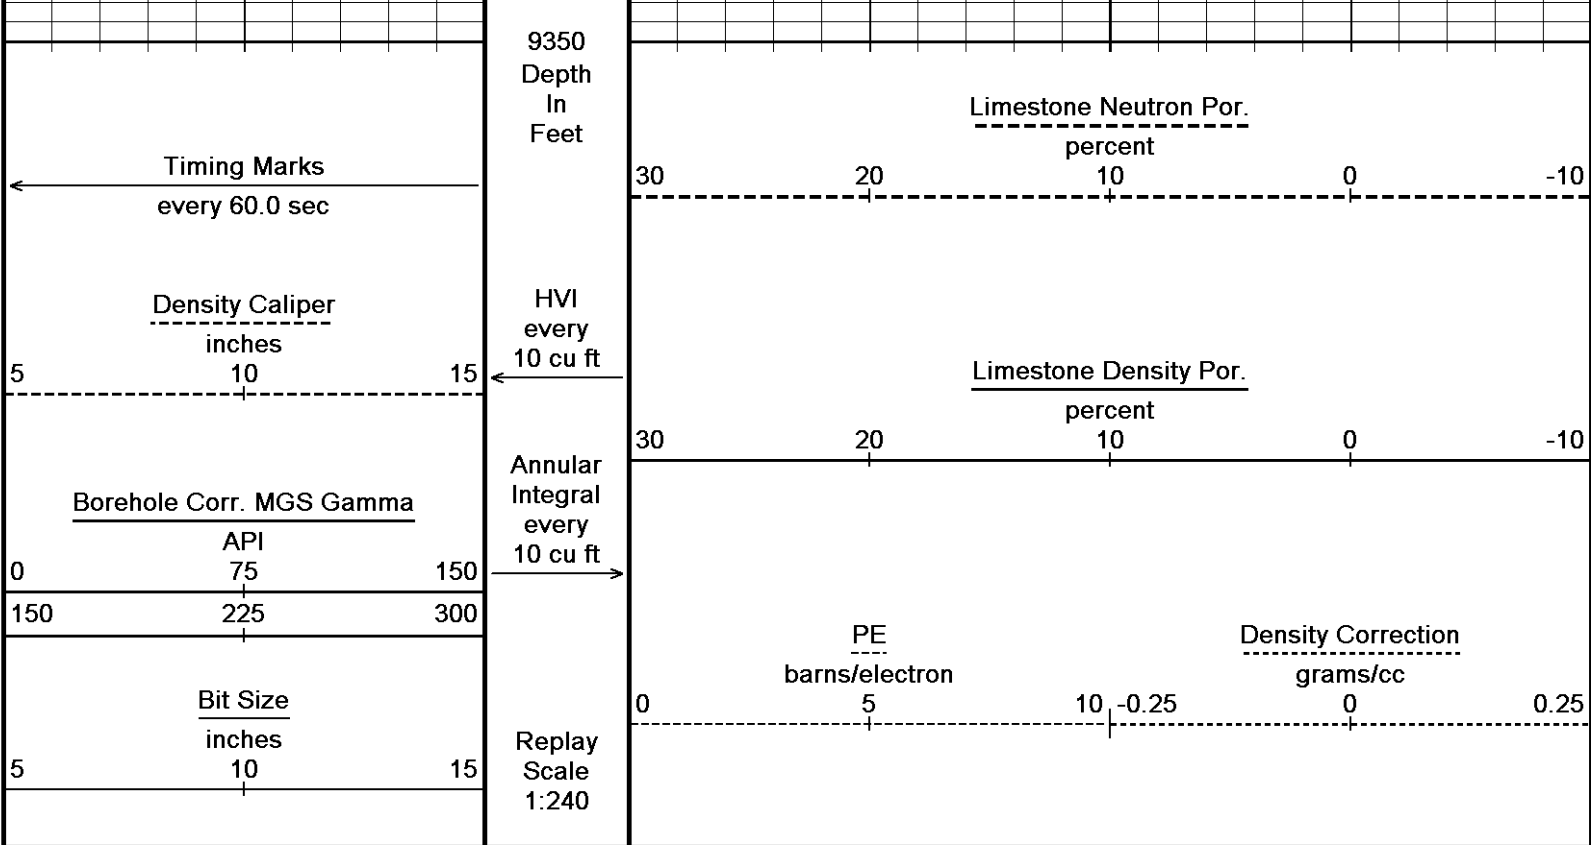 9350
Depth
In
Feet
Timing Marks
every 60.0 sec
Density Caliper
inches
5 10 15
Borehole Corr. MGS Gamma
API
0 75 150
150 225 300
Bit Size
inches
5 10 15
HVI
every
10 cu ft
Annular
Integral
every
10 cu ft
Replay
Scale
1:240
Limestone Neutron Por.
percent
30 20 10 0 -10
Limestone Density Por.
percent
30 20 10 0 -10
PE
barns/electron
0 5 10
Density Correction
grams/cc
-0.25 0 0.25